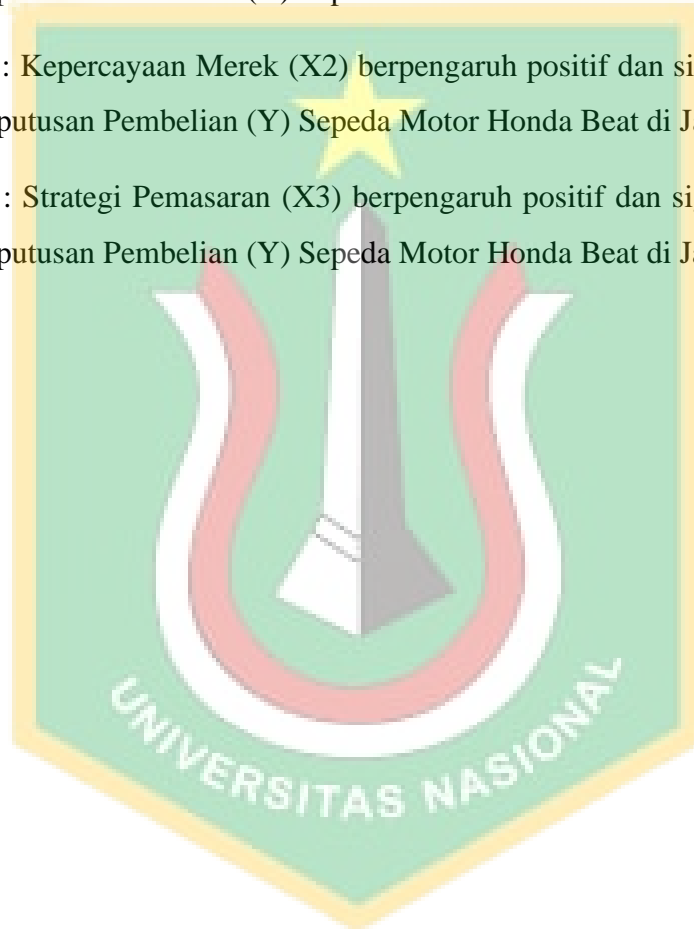 : Kepercayaan Merek (X2) berpengaruh positif dan si
putusan Pembelian (Y) Sepeda Motor Honda Beat di J
: Strategi Pemasaran (X3) berpengaruh positif dan si
putusan Pembelian (Y) Sepeda Motor Honda Beat di J
UNIVERSITAS NASIONAL